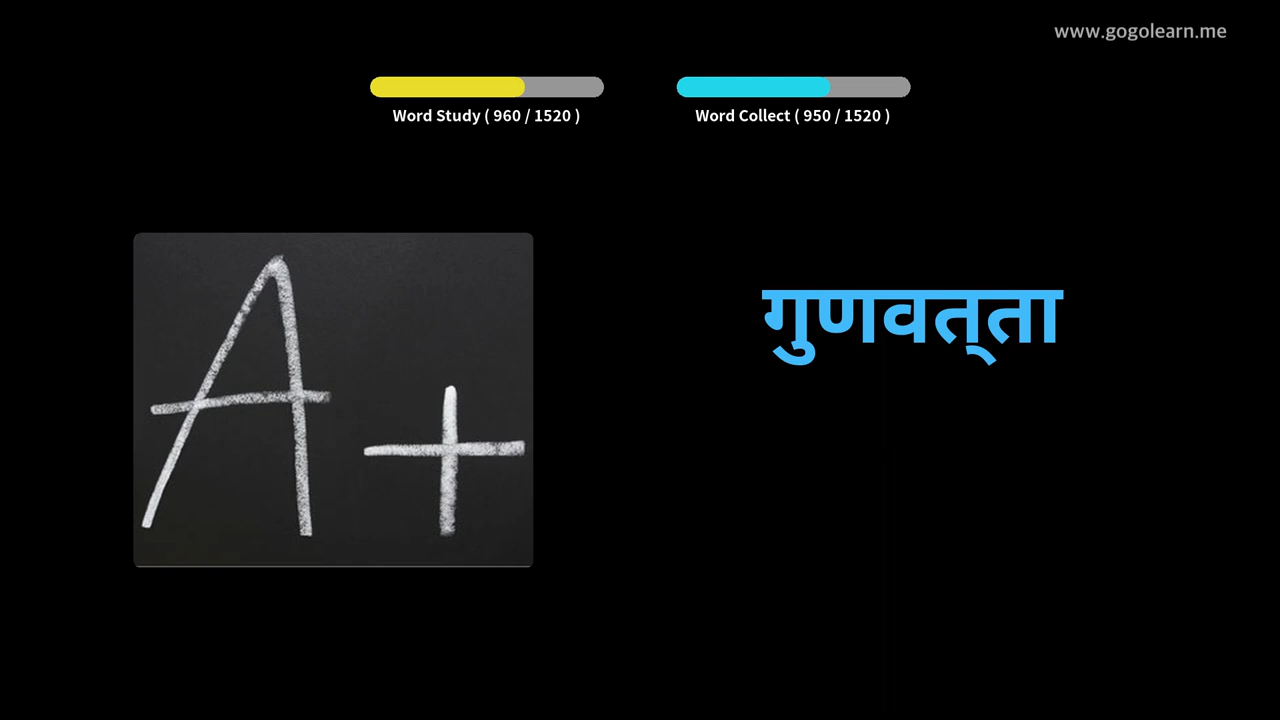 www.gogolearn.me
Word Study ( 960 / 1520 )
Word Collect ( 950 / 1520 )
A+
गुणवत्‌ता